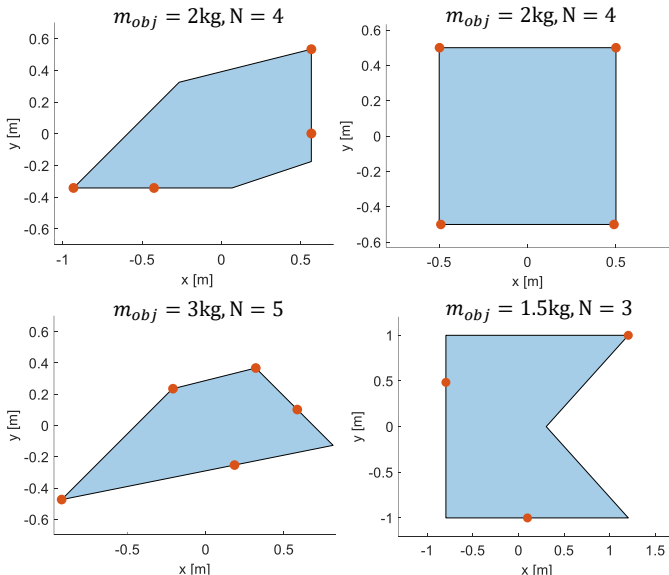 m_obj = 2kg, N = 4
0.6
0.4
0.2
0
-0.2
-0.4
-0.6
y [m]
-1 -0.5 0 0.5
x [m]
m_obj = 2kg, N = 4
0.6
0.4
0.2
0
-0.2
-0.4
-0.6
y [m]
-0.5 0 0.5
x [m]
m_obj = 3kg, N = 5
0.6
0.4
0.2
0
-0.2
-0.4
-0.6
y [m]
-0.5 0 0.5
x [m]
m_obj = 1.5kg, N = 3
1
0.5
0
-0.5
-1
y [m]
-1 -0.5 0 0.5 1 1.5
x [m]